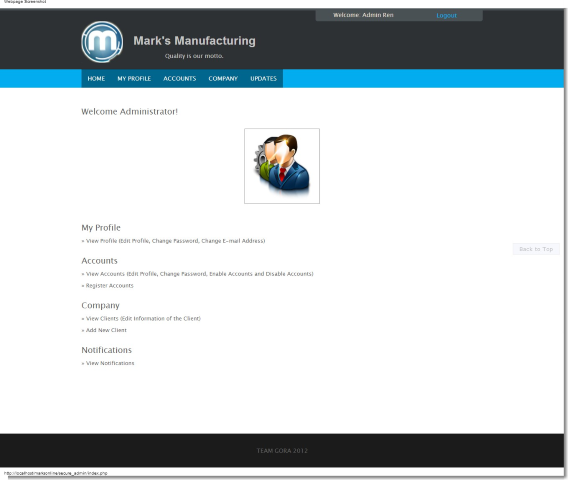 Webpage Screenshot
Welcome: Admin Ren
Logout
Mark's Manufacturing
Quality is our motto.
HOME MY PROFILE ACCOUNTS COMPANY UPDATES
Welcome Administrator!
My Profile
» View Profile (Edit Profile, Change Password, Change E-mail Address)
Back to Top
Accounts
» View Accounts (Edit Profile, Change Password, Enable Accounts and Disable Accounts)
» Register Accounts
Company
» View Clients (Edit Information of the Client)
» Add New Client
Notifications
» View Notifications
TEAM GORA 2012
http://localhost/marksonline/secure_admin/index.php